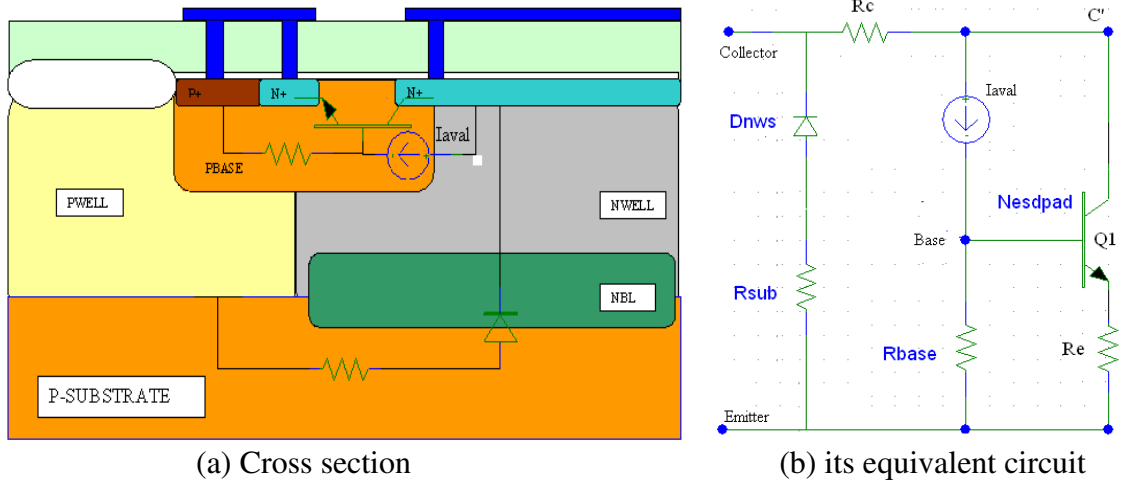 P+
N+
N+
Iaval
PBASE
PWELL
NWELL
NBL
P-SUBSTRATE
(a) Cross section
Rc
C'
Collector
Iaval
Dnws
Nesdpad
Base
Q1
Rsub
Rbase
Re
Emitter
(b) its equivalent circuit